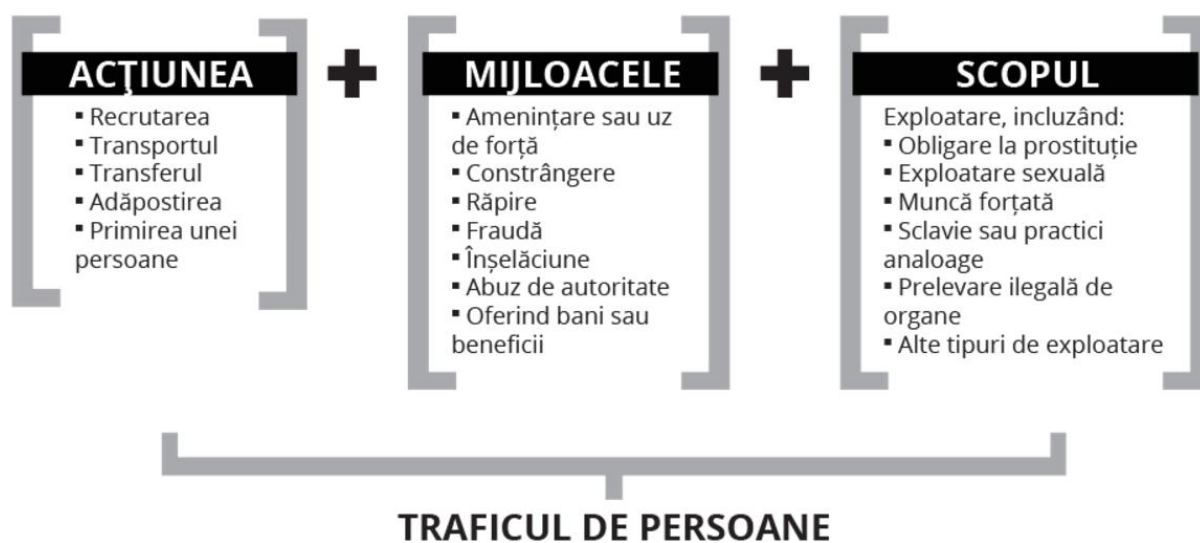 ACŢIUNEA
▪ Recrutarea
▪ Transportul
▪ Transferul
▪ Adăpostirea
▪ Primirea unei
persoane
+
MIJLOACELE
▪ Amenințare sau uz
de forță
▪ Constrângere
▪ Răpire
▪ Fraudă
▪ Înșelăciune
▪ Abuz de autoritate
▪ Oferind bani sau
beneficii
+
SCOPUL
Exploatare, incluzând:
▪ Obligare la prostituție
▪ Exploatare sexuală
▪ Muncă forțată
▪ Sclavie sau practici
analoage
▪ Prelevare ilegală de
organe
▪ Alte tipuri de exploatare
TRAFICUL DE PERSOANE